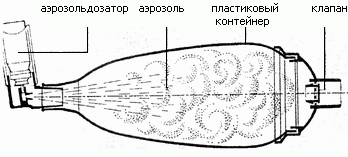 аэрозольдозатор аэрозоль пластиковый клапан
контейнер